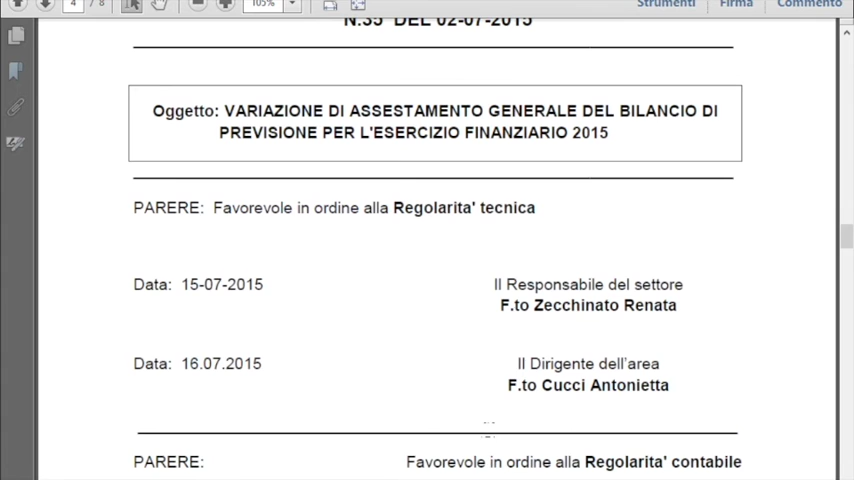 4 / 8
105%
Strumenti Firma Commento
N.35 DEL 02-07-2015
Oggetto: VARIAZIONE DI ASSESTAMENTO GENERALE DEL BILANCIO DI
PREVISIONE PER L'ESERCIZIO FINANZIARIO 2015
PARERE: Favorevole in ordine alla Regolarita' tecnica
Data: 15-07-2015
Il Responsabile del settore
F.to Zecchinato Renata
Data: 16.07.2015
Il Dirigente dell'area
F.to Cucci Antonietta
PARERE: Favorevole in ordine alla Regolarita' contabile